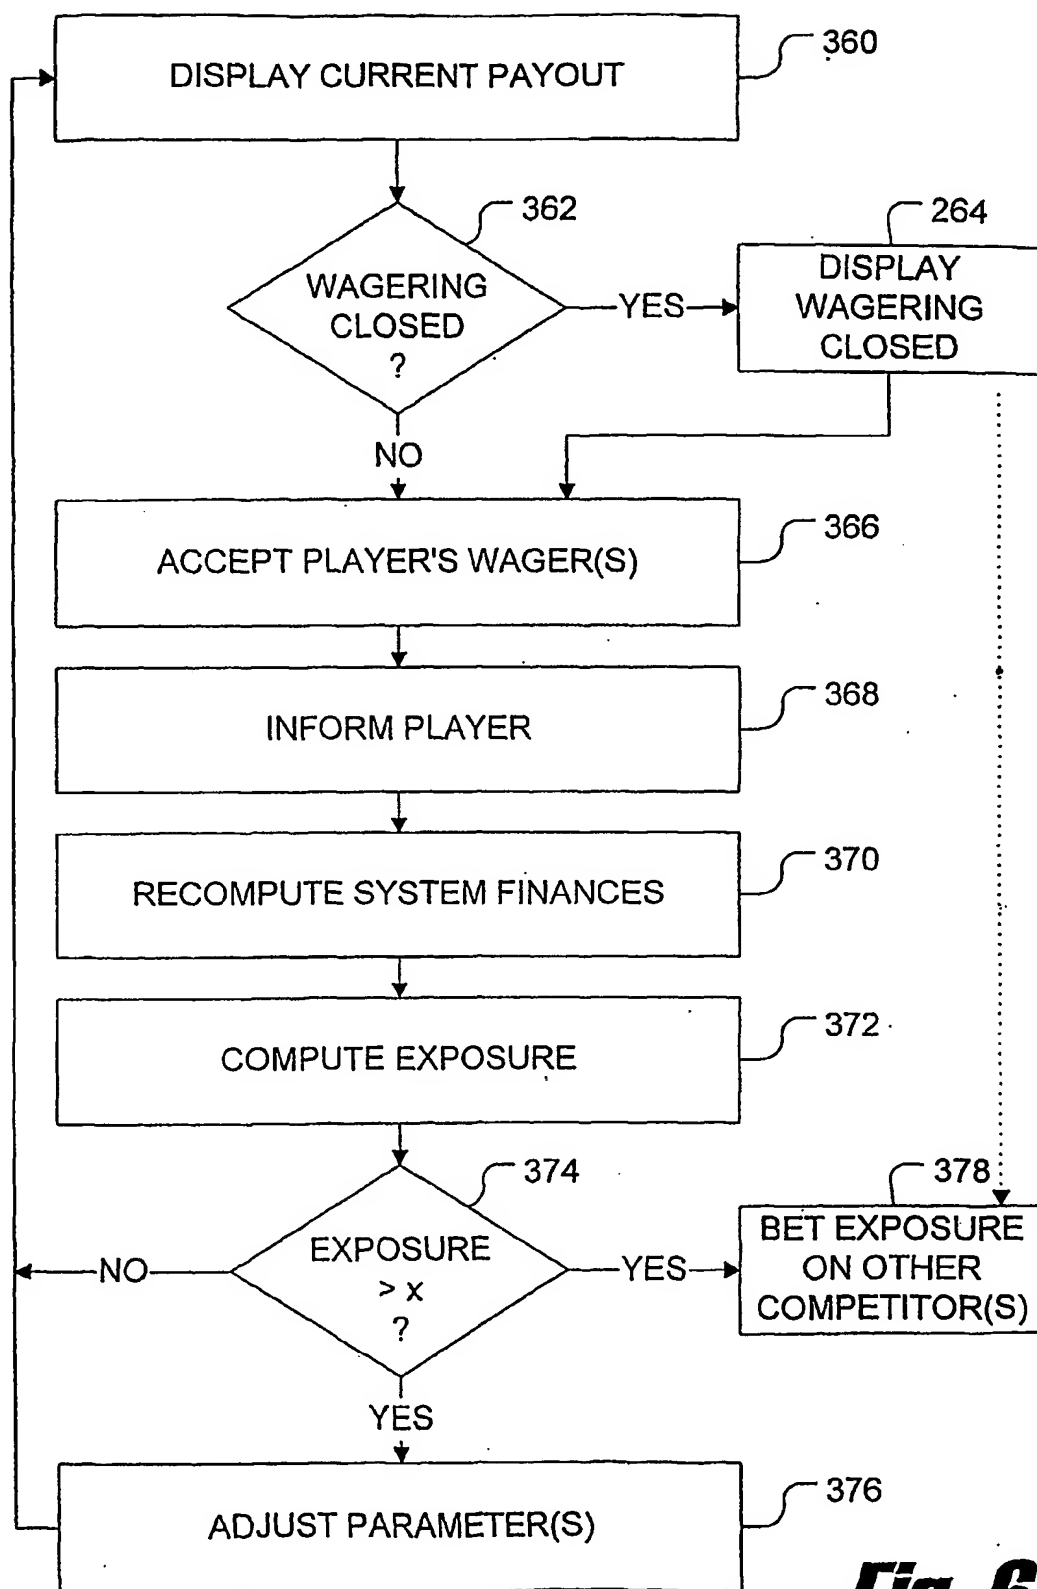 DISPLAY CURRENT PAYOUT
360
362
WAGERING
CLOSED
?
YES
264
DISPLAY
WAGERING
CLOSED
NO
ACCEPT PLAYER'S WAGER(S)
366
INFORM PLAYER
368
RECOMPUTE SYSTEM FINANCES
370
COMPUTE EXPOSURE
372
374
EXPOSURE
> x
?
NO
YES
378
BET EXPOSURE
ON OTHER
COMPETITOR(S)
YES
ADJUST PARAMETER(S)
376
Fig. 6